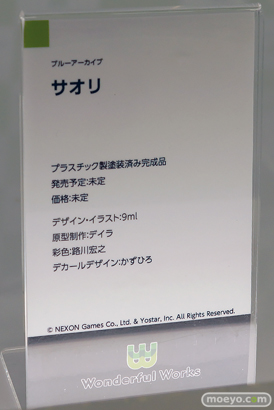 ブルーアーカイブ
サオリ
プラスチック製塗装済み完成品
発売予定:未定
価格:未定
デザイン・イラスト:9ml
原型制作:デイラ
彩色:路川宏之
デカールデザイン:かずひろ
© NEXON Games Co., Ltd. & Yostar, Inc. All Rights Reserved.
Wonderful Works
moeyo.com